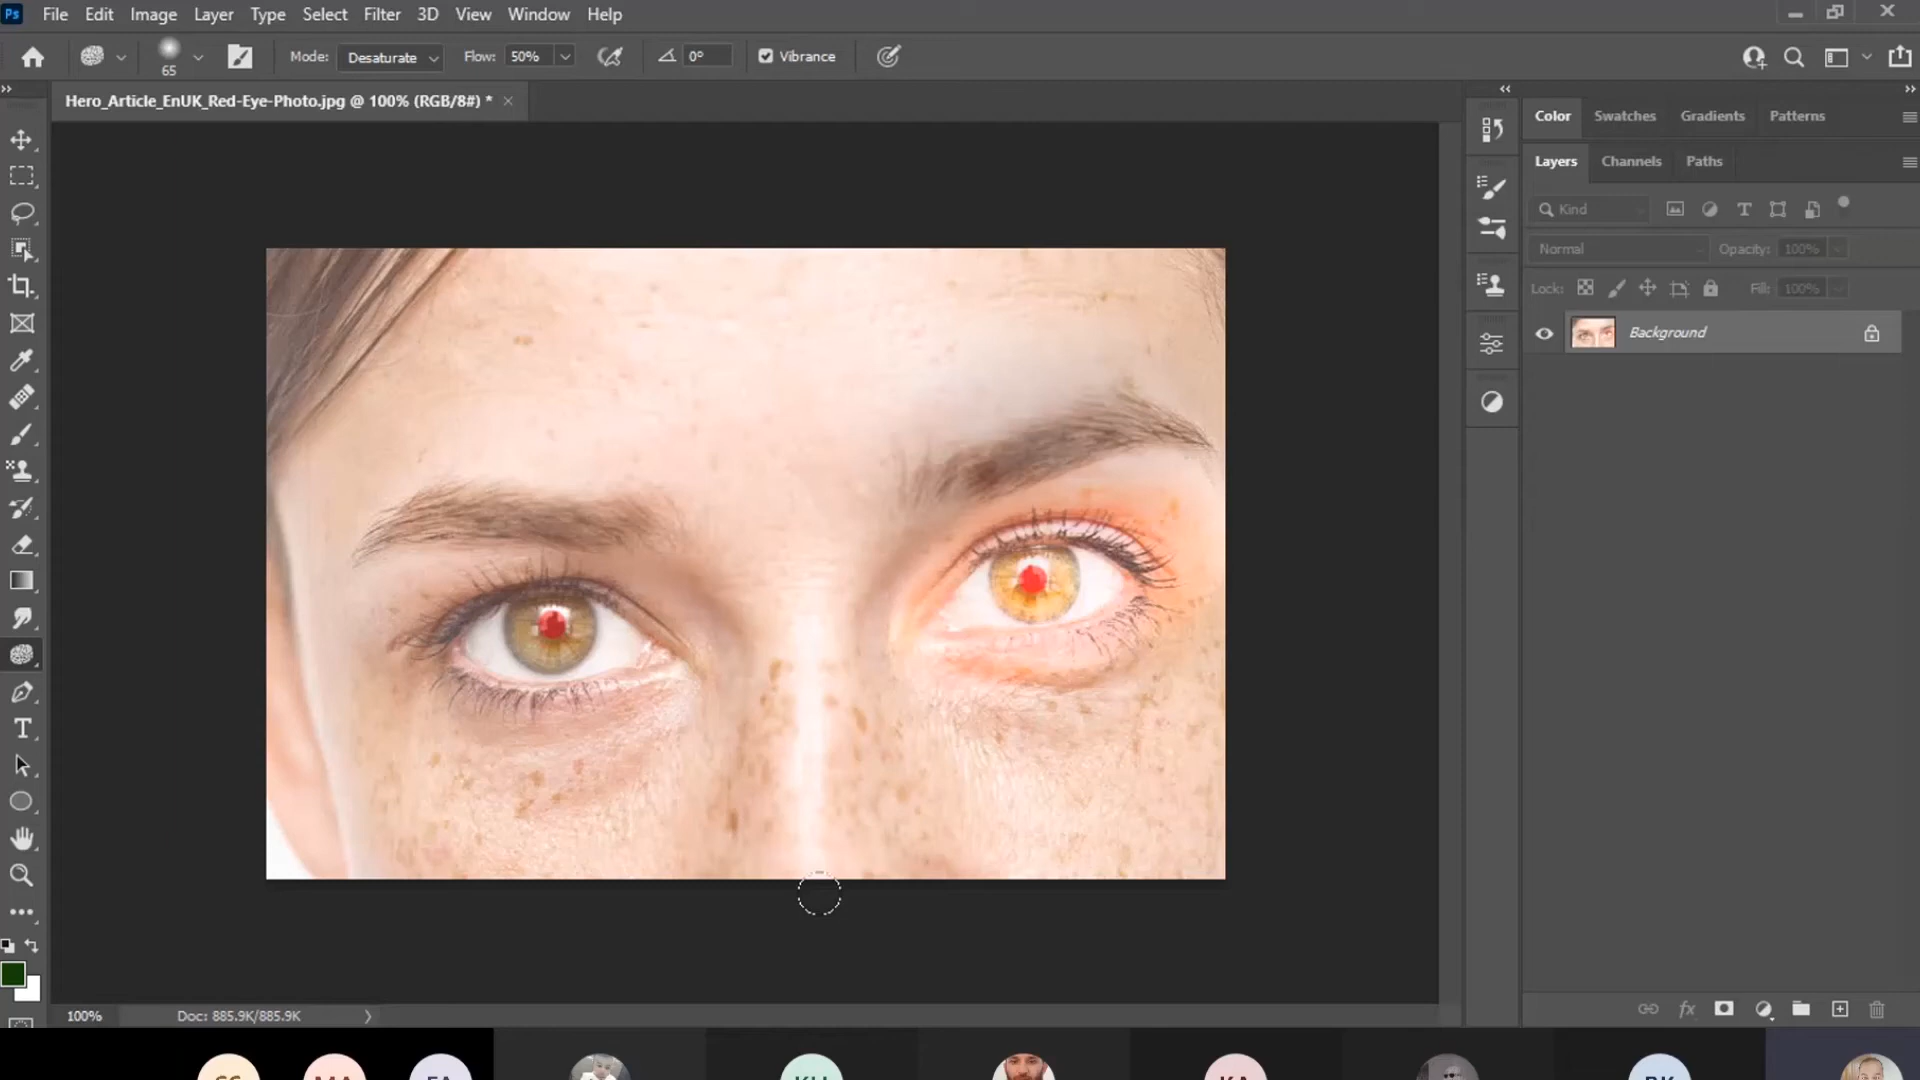 Ps File Edit Image Layer Type Select Filter 3D View Window Help
65 Mode: Desaturate Flow: 50% 0° Vibrance
Hero_Article_EnUK_Red-Eye-Photo.jpg @ 100% (RGB/8#) * ×
Color Swatches Gradients Patterns
Layers Channels Paths
Kind
Normal Opacity: 100%
Lock: Fill: 100%
Background
fx
100% Doc: 885.9K/885.9K
KA